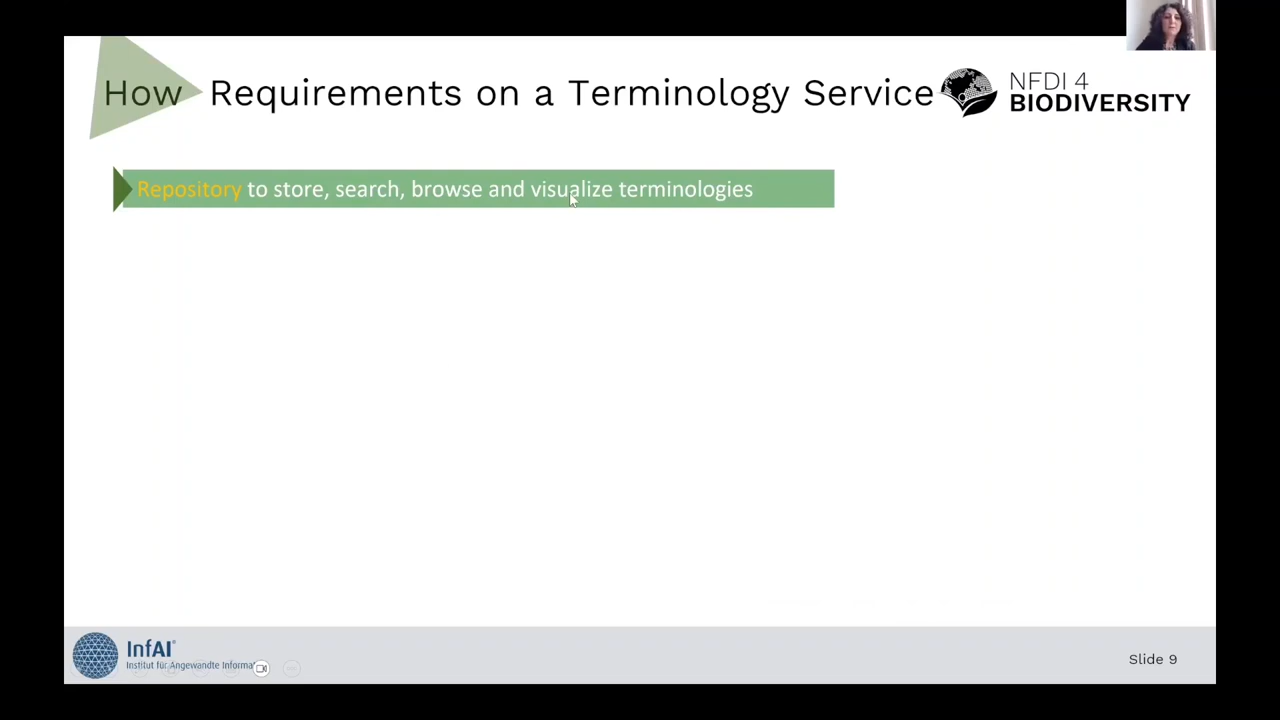 How Requirements on a Terminology Service
NFDI 4
BIODIVERSITY
Repository to store, search, browse and visualize terminologies
InfAI®
Institut für Angewandte Informa
Slide 9